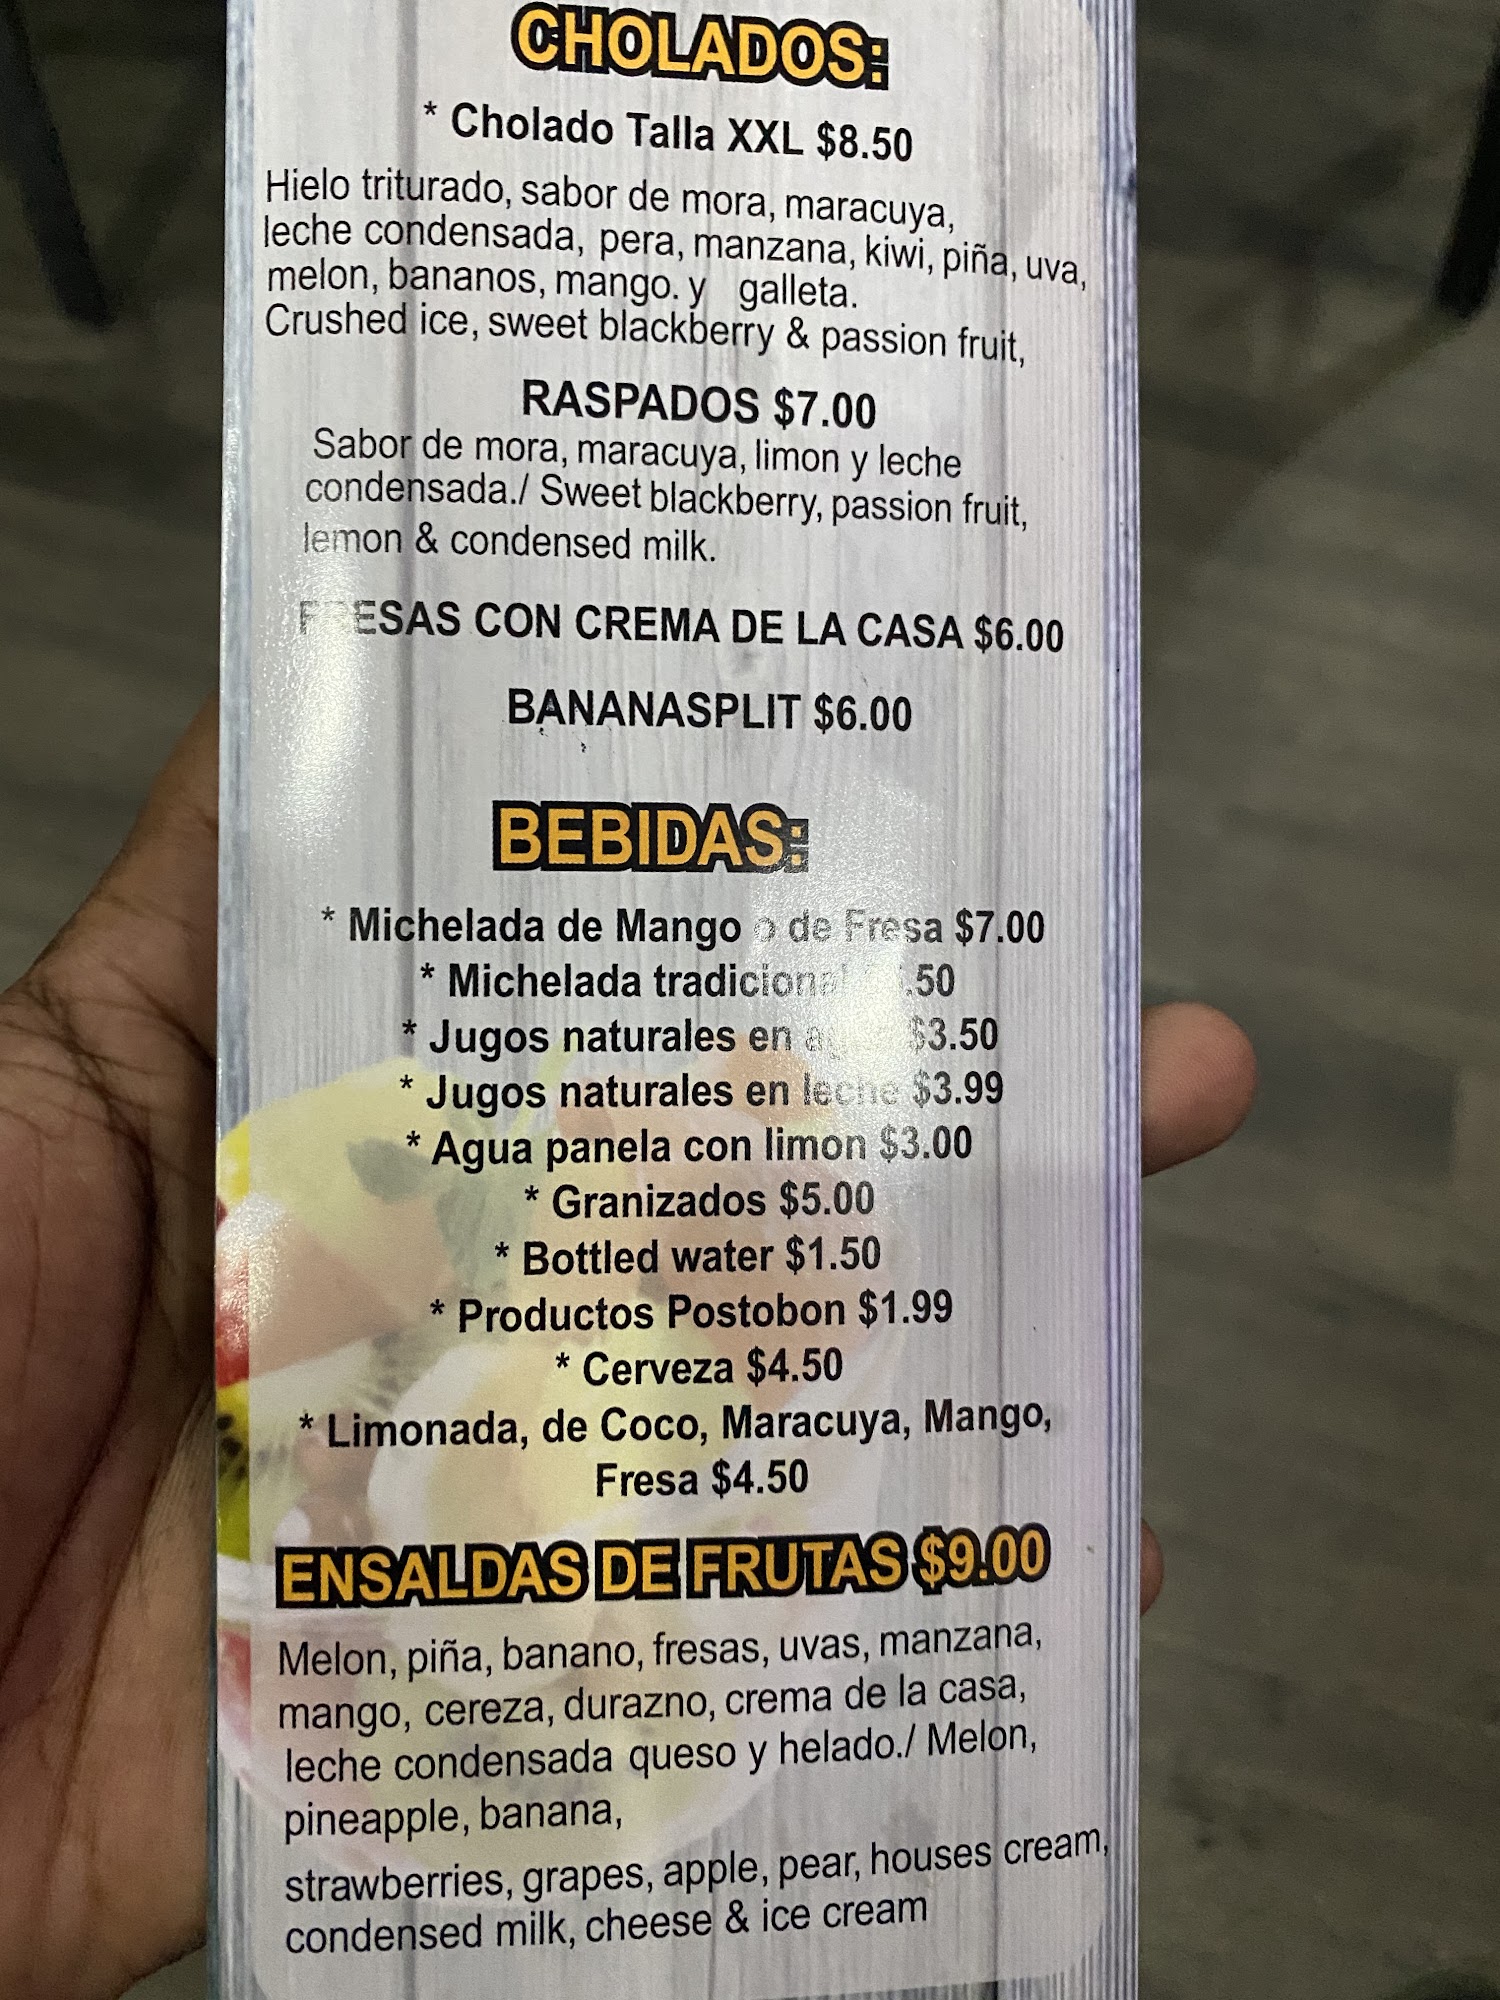 CHOLADOS:
* Cholado Talla XXL $8.50
Hielo triturado, sabor de mora, maracuya,
leche condensada, pera, manzana, kiwi, piña, uva,
melon, bananos, mango. y galleta.
Crushed ice, sweet blackberry & passion fruit,
RASPADOS $7.00
Sabor de mora, maracuya, limon y leche
condensada./ Sweet blackberry, passion fruit,
lemon & condensed milk.
FRESAS CON CREMA DE LA CASA $6.00
BANANASPLIT $6.00
BEBIDAS:
* Michelada de Mango o de Fresa $7.00
* Michelada tradicional
* Jugos naturales en $3.50
* Jugos naturales en leche $3.99
* Agua panela con limon $3.00
* Granizados $5.00
* Bottled water $1.50
* Productos Postobon $1.99
* Cerveza $4.50
* Limonada, de Coco, Maracuya, Mango,
Fresa $4.50
ENSALDAS DE FRUTAS $9.00
Melon, piña, banano, fresas, uvas, manzana,
mango, cereza, durazno, crema de la casa,
leche condensada queso y helado./ Melon,
pineapple, banana,
strawberries, grapes, apple, pear, houses cream,
condensed milk, cheese & ice cream